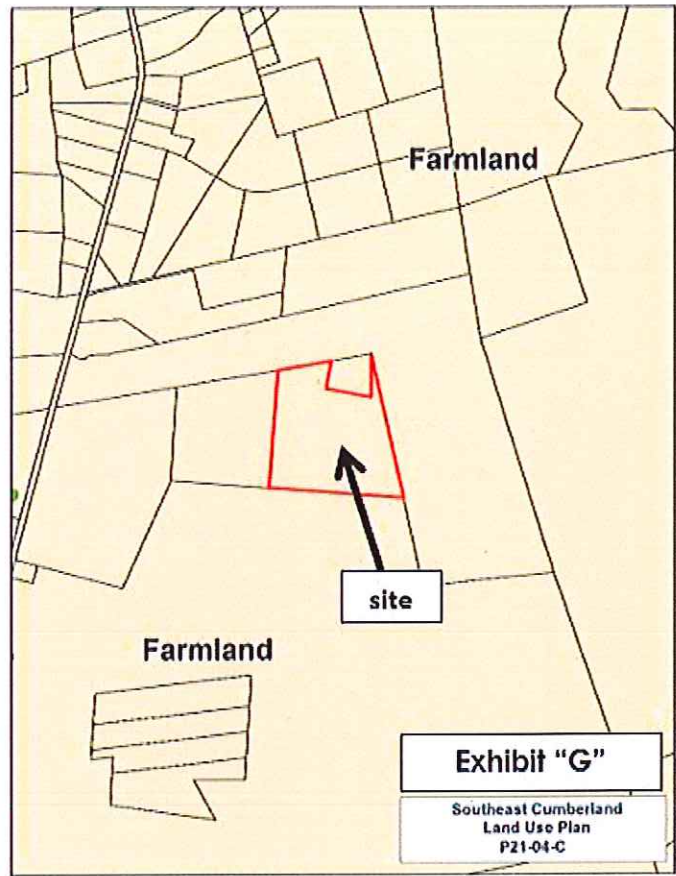 Farmland
site
Farmland
Exhibit “G”
Southeast Cumberland
Land Use Plan
P21-04-C